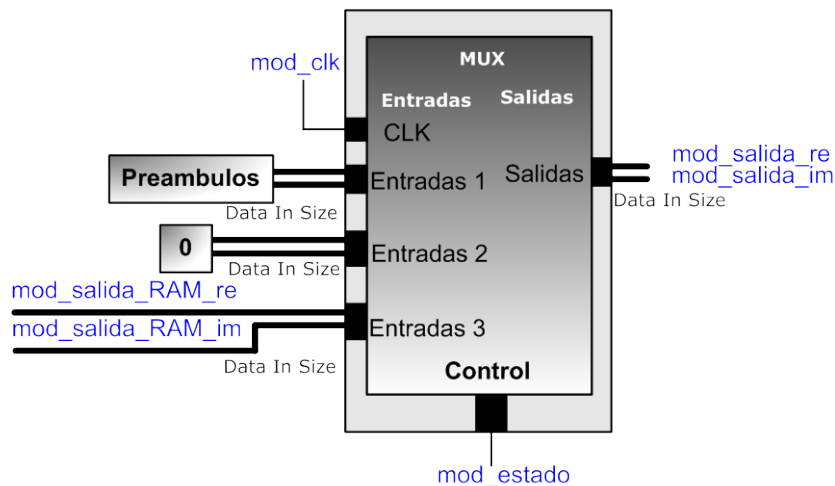 MUX
mod_clk
Entradas Salidas
CLK
Preambulos
Entradas 1
Salidas
mod_salida_re
mod_salida_im
Data In Size
Data In Size
0
Entradas 2
Data In Size
mod_salida_RAM_re
mod_salida_RAM_im
Entradas 3
Data In Size
Control
mod_estado